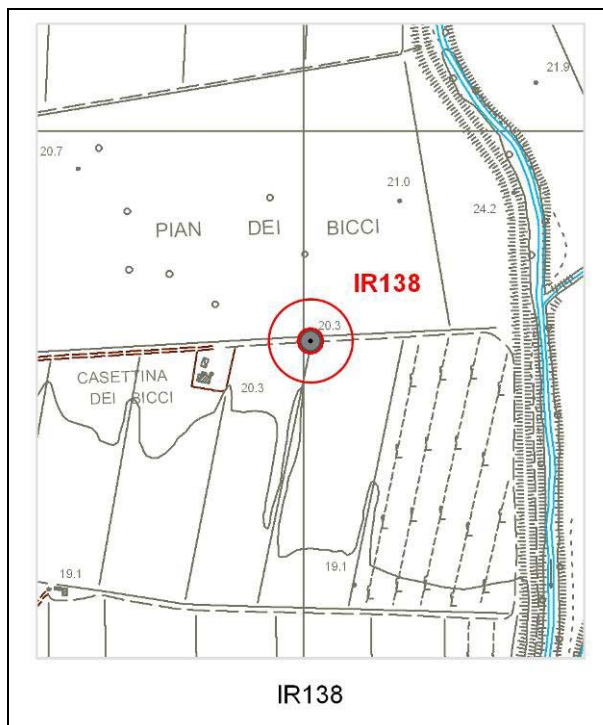 21.9
20.7
21.0
24.2
PIAN DEI BICCI
IR138
20.3
CASETTINA
DEI BICCI
20.3
19.1
19.1
IR138